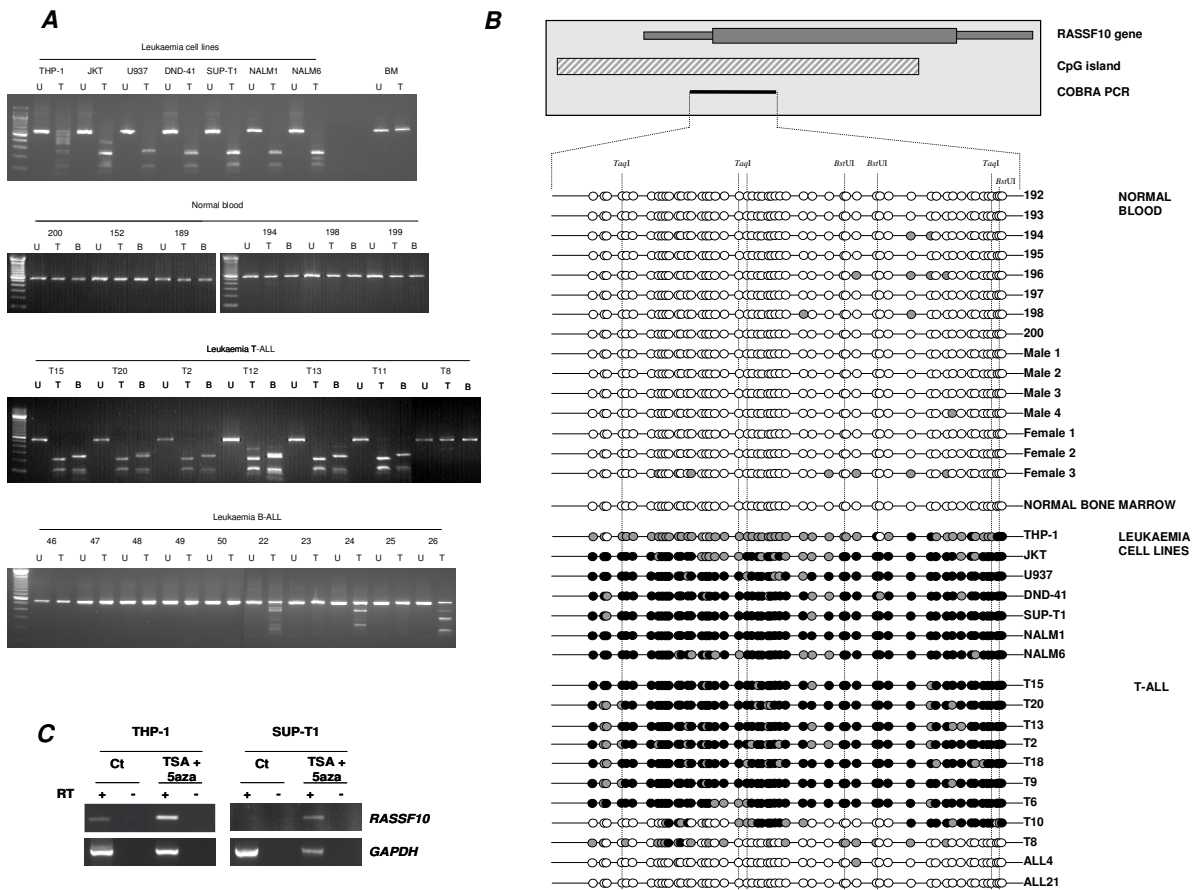 A
Leukaemia cell lines
THP-1 JKT U937 DND-41 SUP-T1 NALM1 NALM6 BM
U T U T U T U T U T U T U T U T
Normal blood
200 152 189 194 198 199
U T B U T B U T B U T B U T B U T B
Leukaemia T-ALL
T15 T20 T2 T12 T13 T11 T8
U T B U T B U T B U T B U T B U T B U T B
Leukaemia B-ALL
46 47 48 49 50 22 23 24 25 26
U T U T U T U T U T U T U T U T U T U T
C
THP-1 SUP-T1
Ct TSA + 5aza Ct TSA + 5aza
RT + - + - + - + -
RASSF10
GAPDH
B
RASSF10 gene
CpG island
COBRA PCR
TaqI TaqI BstUI BstUI TaqI
BstUI
192 NORMAL
193 BLOOD
194
195
196
197
198
200
Male 1
Male 2
Male 3
Male 4
Female 1
Female 2
Female 3
NORMAL BONE MARROW
THP-1 LEUKAEMIA
JKT CELL LINES
U937
DND-41
SUP-T1
NALM1
NALM6
T15 T-ALL
T20
T13
T2
T18
T9
T6
T10
T8
ALL4
ALL21